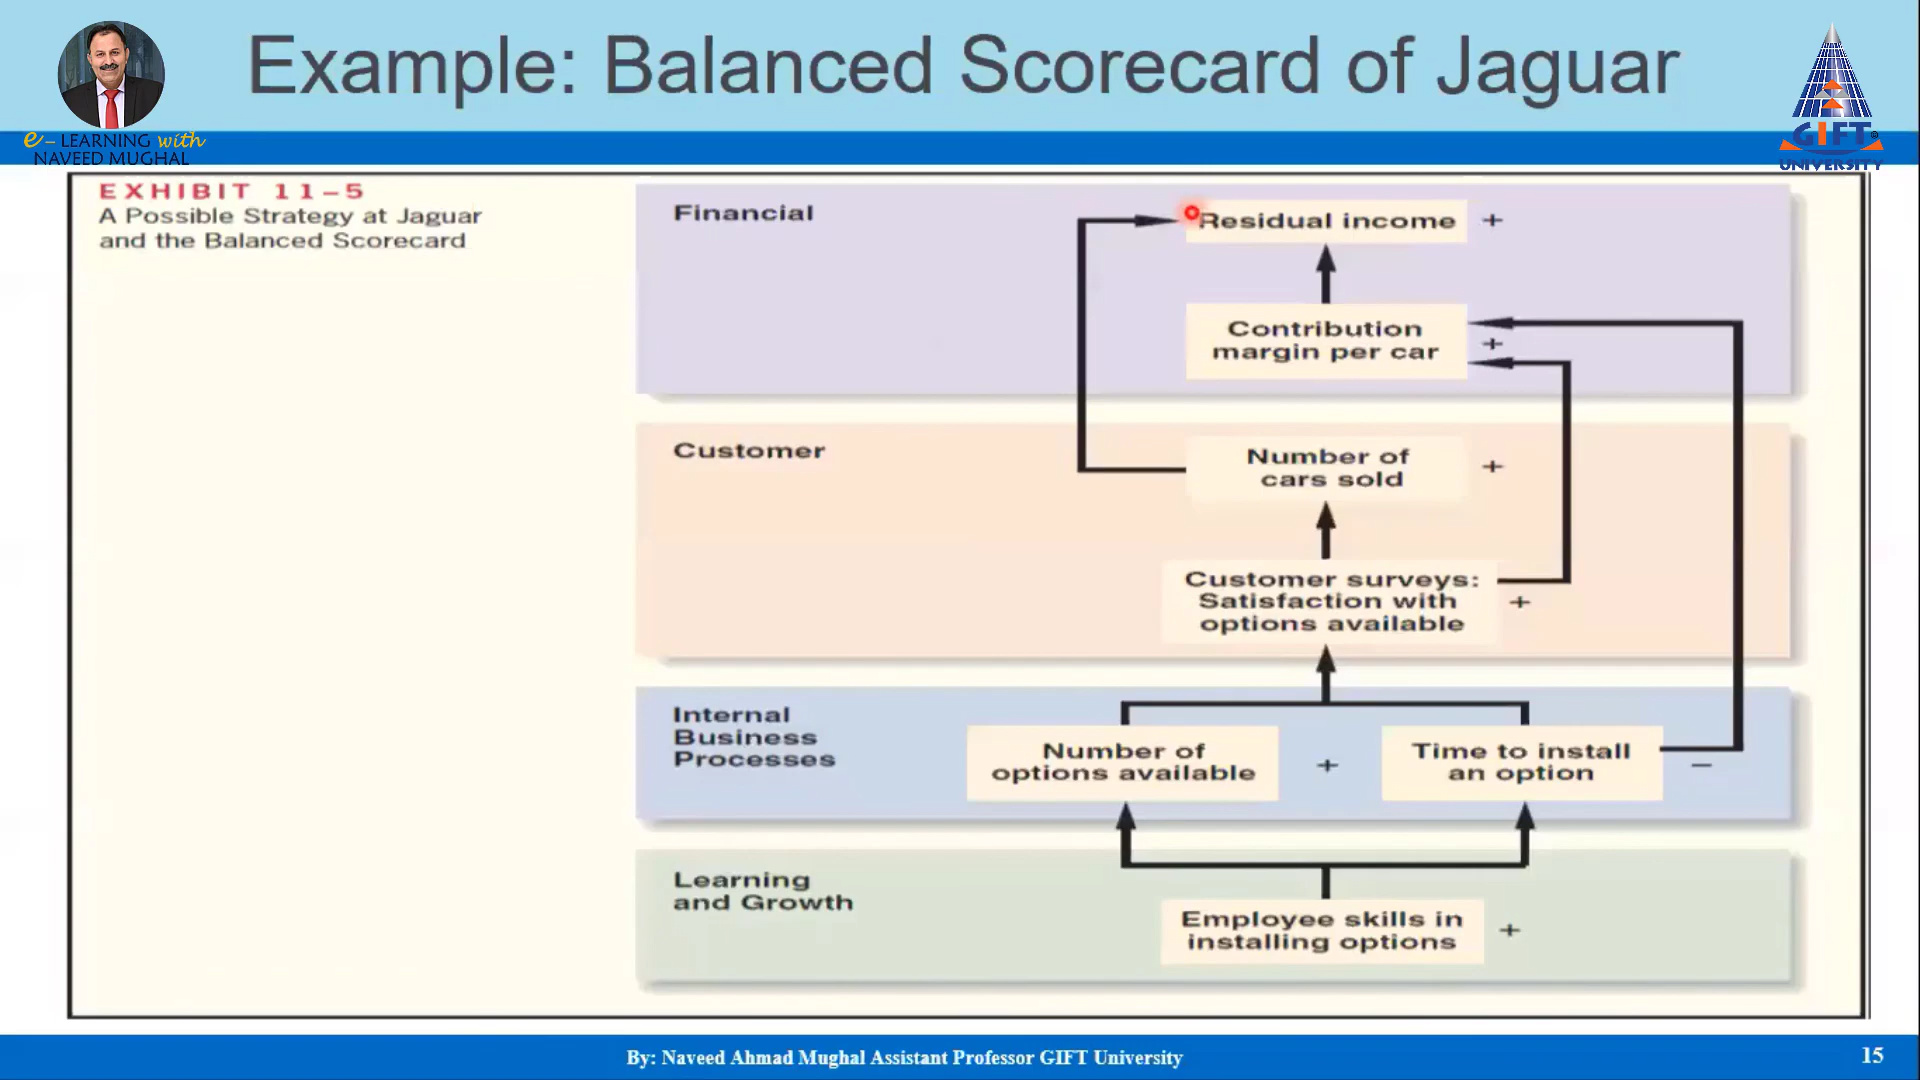 Example: Balanced Scorecard of Jaguar
e-LEARNING with
NAVEED MUGHAL
GIFT
UNIVERSITY
EXHIBIT 11-5
A Possible Strategy at Jaguar
and the Balanced Scorecard
Financial
Residual income +
Contribution
margin per car
+
Customer
Number of
cars sold
+
Customer surveys:
Satisfaction with
options available
+
Internal
Business
Processes
Number of
options available
+
Time to install
an option
−
Learning
and Growth
Employee skills in
installing options
+
By: Naveed Ahmad Mughal Assistant Professor GIFT University
15